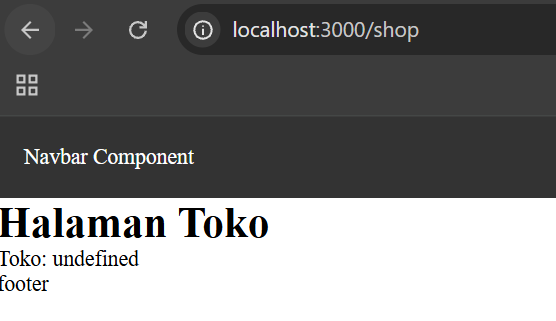 localhost:3000/shop
Navbar Component
Halaman Toko
Toko: undefined
footer